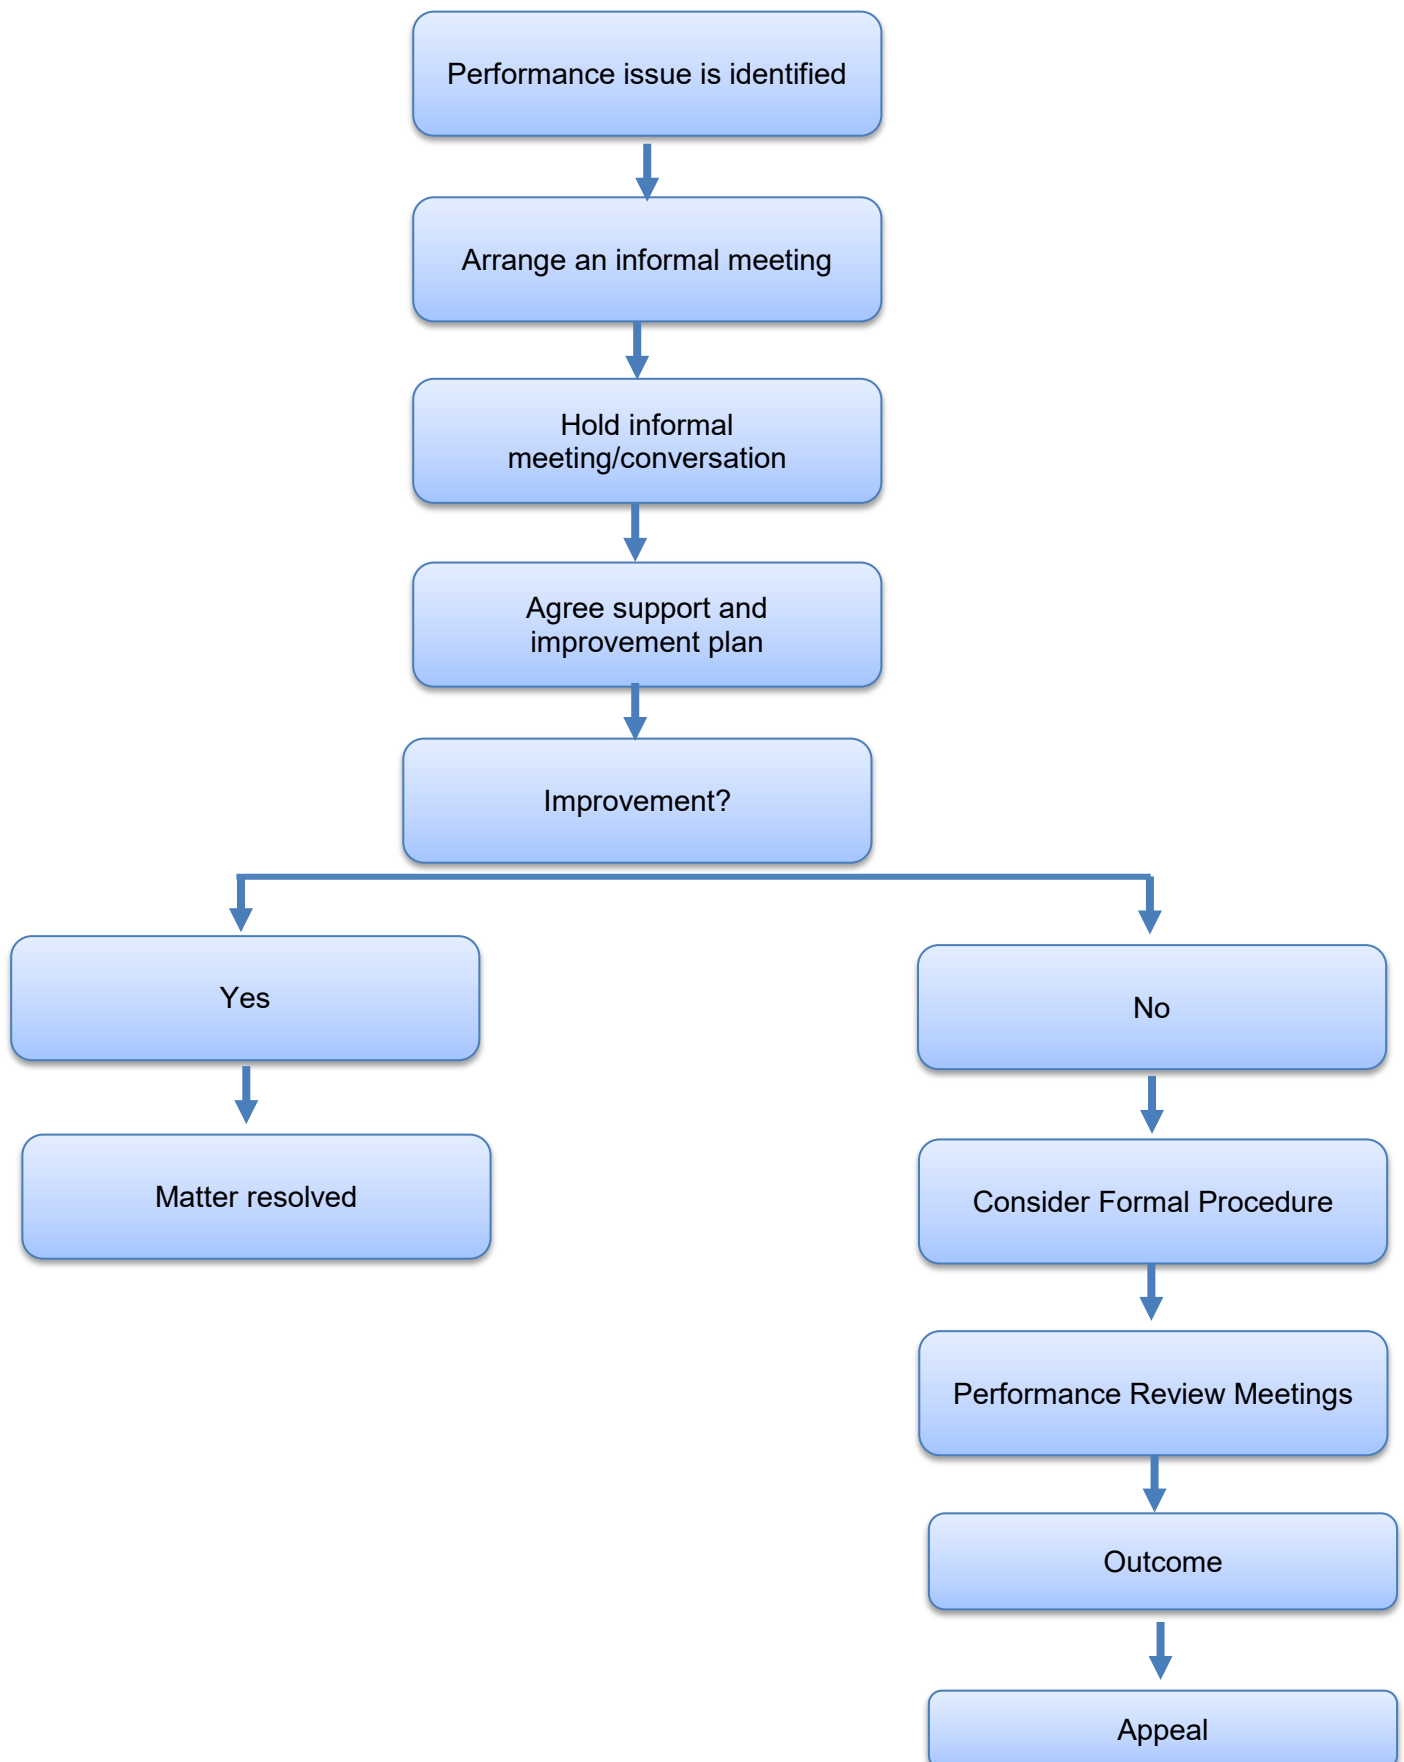 Performance issue is identified
Arrange an informal meeting
Hold informal
meeting/conversation
Agree support and
improvement plan
Improvement?
Yes
Matter resolved
No
Consider Formal Procedure
Performance Review Meetings
Outcome
Appeal